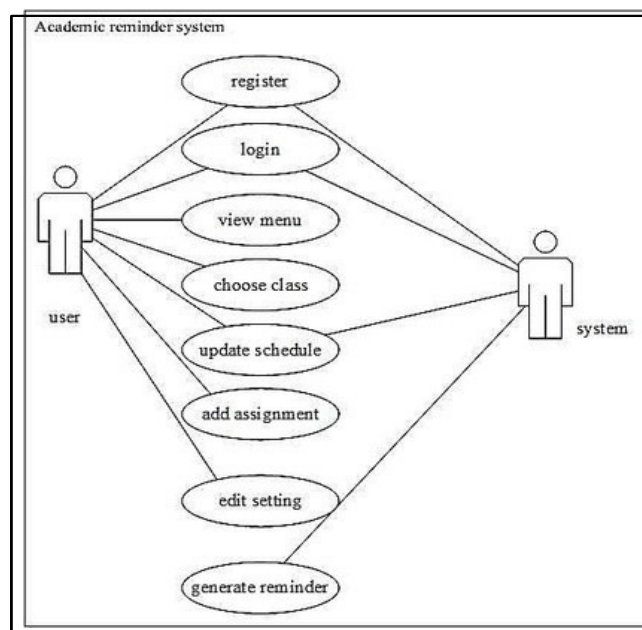 Academic reminder system
register
login
view menu
choose class
user
system
update schedule
add assignment
edit setting
generate reminder